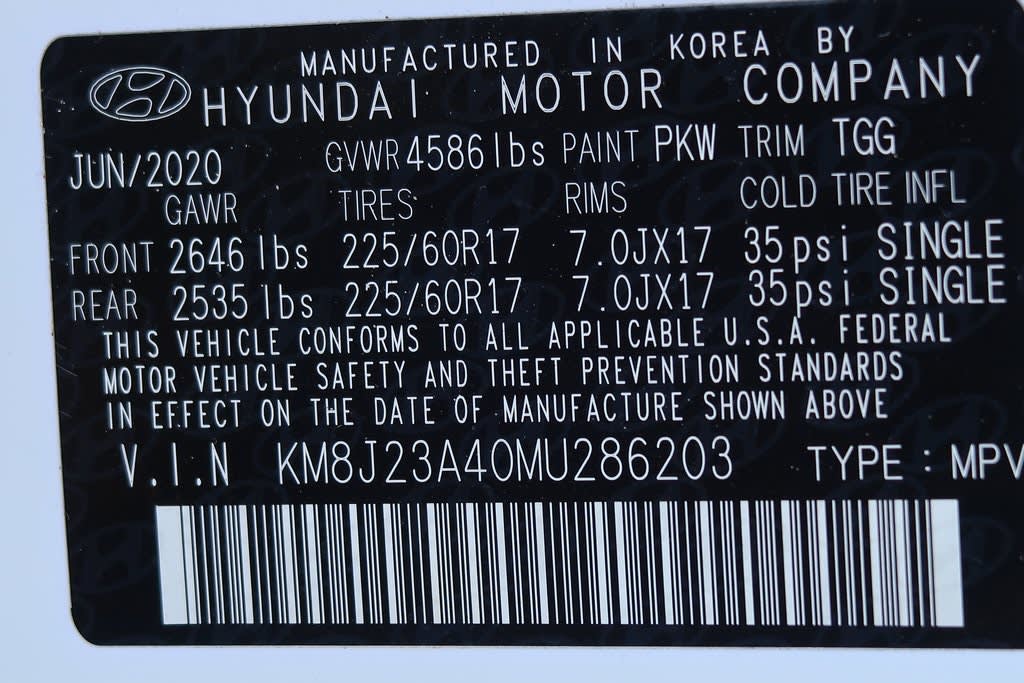 MANUFACTURED IN KOREA BY
HYUNDAI MOTOR COMPANY
JUN/2020 GVWR 4586 lbs PAINT PKW TRIM TGG
GAWR TIRES RIMS COLD TIRE INFL
FRONT 2646 lbs 225/60R17 7.0JX17 35psi SINGLE
REAR 2535 lbs 225/60R17 7.0JX17 35psi SINGLE
THIS VEHICLE CONFORMS TO ALL APPLICABLE U.S.A. FEDERAL
MOTOR VEHICLE SAFETY AND THEFT PREVENTION STANDARDS
IN EFFECT ON THE DATE OF MANUFACTURE SHOWN ABOVE
V.I.N KM8J23A40MU286203 TYPE : MPV